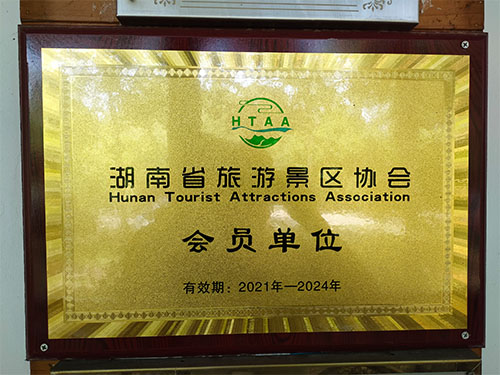 HTAA
湖南省旅游景区协会
Hunan Tourist Attractions Association
会员单位
有效期：2021年—2024年